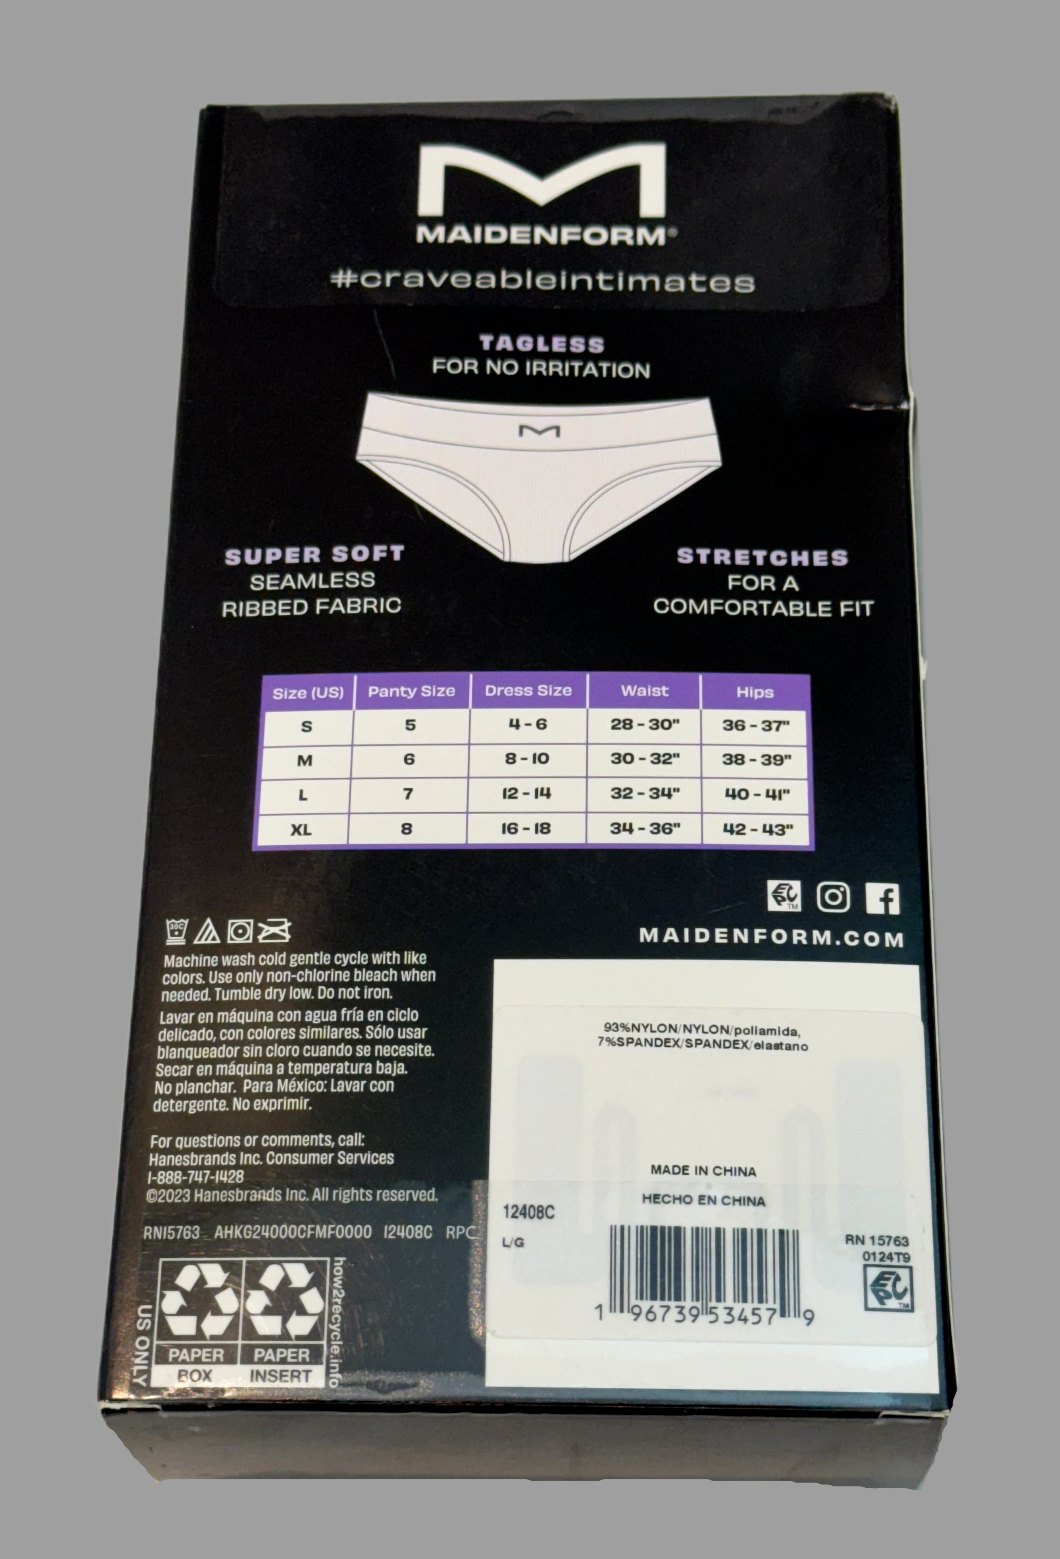 MAIDENFORM®
#craveableintimates
TAGLESS
FOR NO IRRITATION
SUPER SOFT
SEAMLESS
RIBBED FABRIC
STRETCHES
FOR A
COMFORTABLE FIT
Size (US) Panty Size Dress Size Waist Hips
S 5 4 - 6 28 - 30" 36 - 37"
M 6 8 - 10 30 - 32" 38 - 39"
L 7 12 - 14 32 - 34" 40 - 41"
XL 8 16 - 18 34 - 36" 42 - 43"
MAIDENFORM.COM
30C
Machine wash cold gentle cycle with like
colors. Use only non-chlorine bleach when
needed. Tumble dry low. Do not iron.
Lavar en máquina con agua fría en ciclo
delicado, con colores similares. Sólo usar
blanqueador sin cloro cuando se necesite.
Secar en máquina a temperatura baja.
No planchar. Para México: Lavar con
detergente. No exprimir.
For questions or comments, call:
Hanesbrands Inc. Consumer Services
1-888-747-1428
©2023 Hanesbrands Inc. All rights reserved.
RN15763 AHKG24000CFMF0000 12408C RPC
US ONLY
PAPER PAPER
BOX INSERT
how2recycle.info
93%NYLON/NYLON/poliamida,
7%SPANDEX/SPANDEX/elastano
MADE IN CHINA
HECHO EN CHINA
12408C
L/G
RN 15763
0124T9
EPC™
1 96739 53457 9